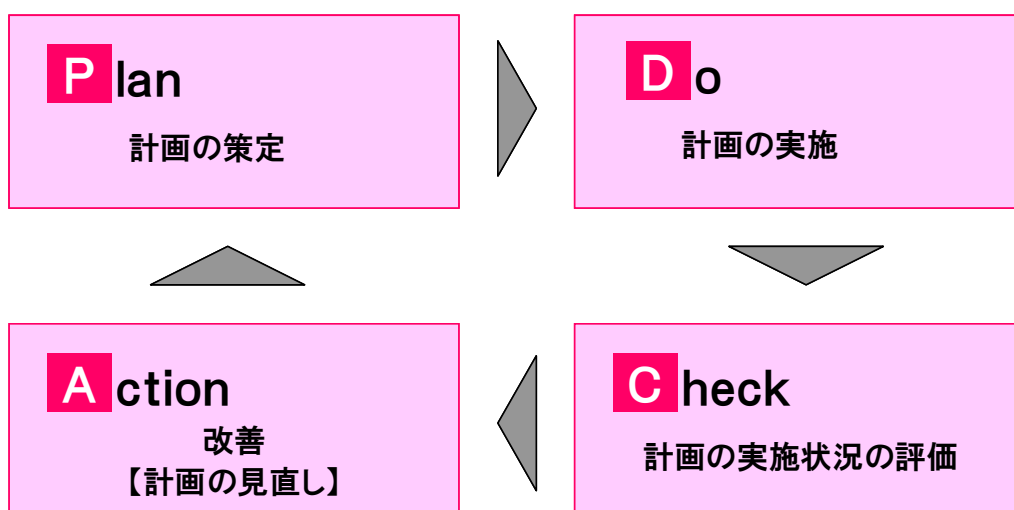 Plan
計画の策定
Do
計画の実施
Action
改善
【計画の見直し】
Check
計画の実施状況の評価